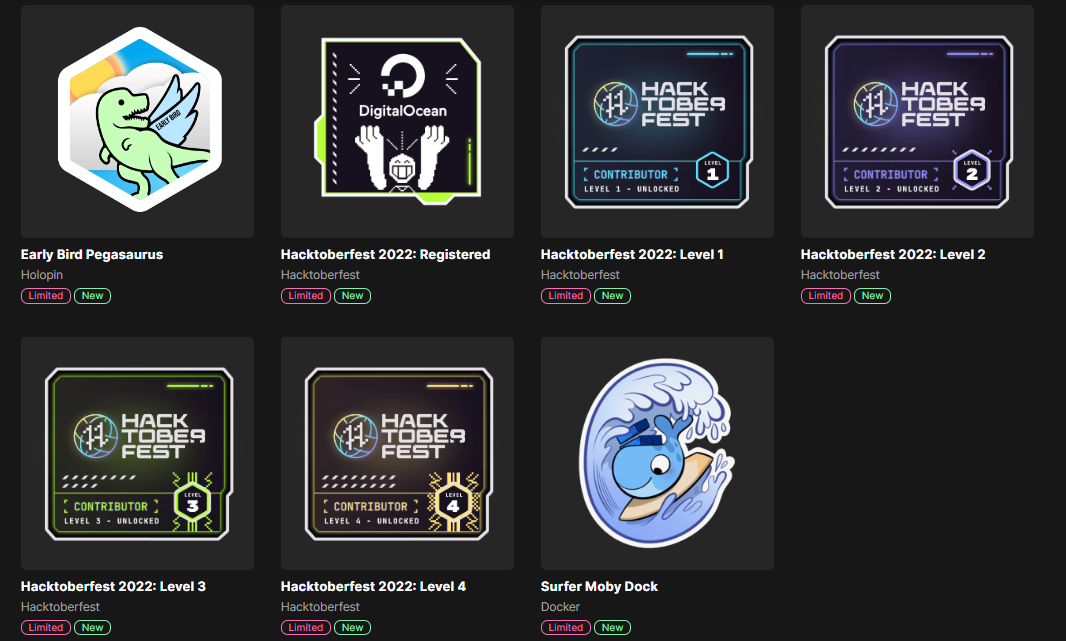 EARLY BIRD
Early Bird Pegasaurus
Holopin
Limited New
DigitalOcean
Hacktoberfest 2022: Registered
Hacktoberfest
Limited New
HACK
TOBER
FEST
CONTRIBUTOR
LEVEL 1 - UNLOCKED
LEVEL
1
Hacktoberfest 2022: Level 1
Hacktoberfest
Limited New
HACK
TOBER
FEST
CONTRIBUTOR
LEVEL 2 - UNLOCKED
LEVEL
2
Hacktoberfest 2022: Level 2
Hacktoberfest
Limited New
HACK
TOBER
FEST
CONTRIBUTOR
LEVEL 3 - UNLOCKED
LEVEL
3
Hacktoberfest 2022: Level 3
Hacktoberfest
Limited New
HACK
TOBER
FEST
CONTRIBUTOR
LEVEL 4 - UNLOCKED
LEVEL
4
Hacktoberfest 2022: Level 4
Hacktoberfest
Limited New
Surfer Moby Dock
Docker
Limited New